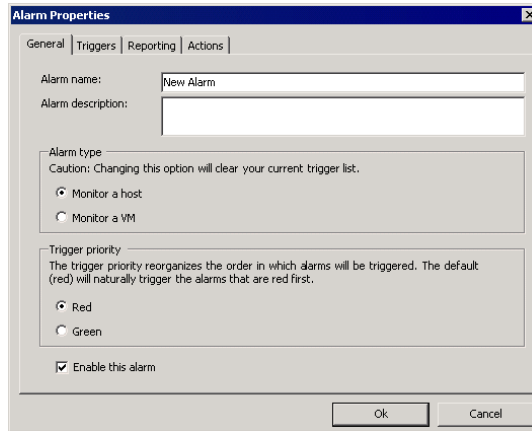 Alarm Properties
General Triggers Reporting Actions
Alarm name: New Alarm
Alarm description:
Alarm type
Caution: Changing this option will clear your current trigger list.
Monitor a host
Monitor a VM
Trigger priority
The trigger priority reorganizes the order in which alarms will be triggered. The default
(red) will naturally trigger the alarms that are red first.
Red
Green
Enable this alarm
Ok Cancel